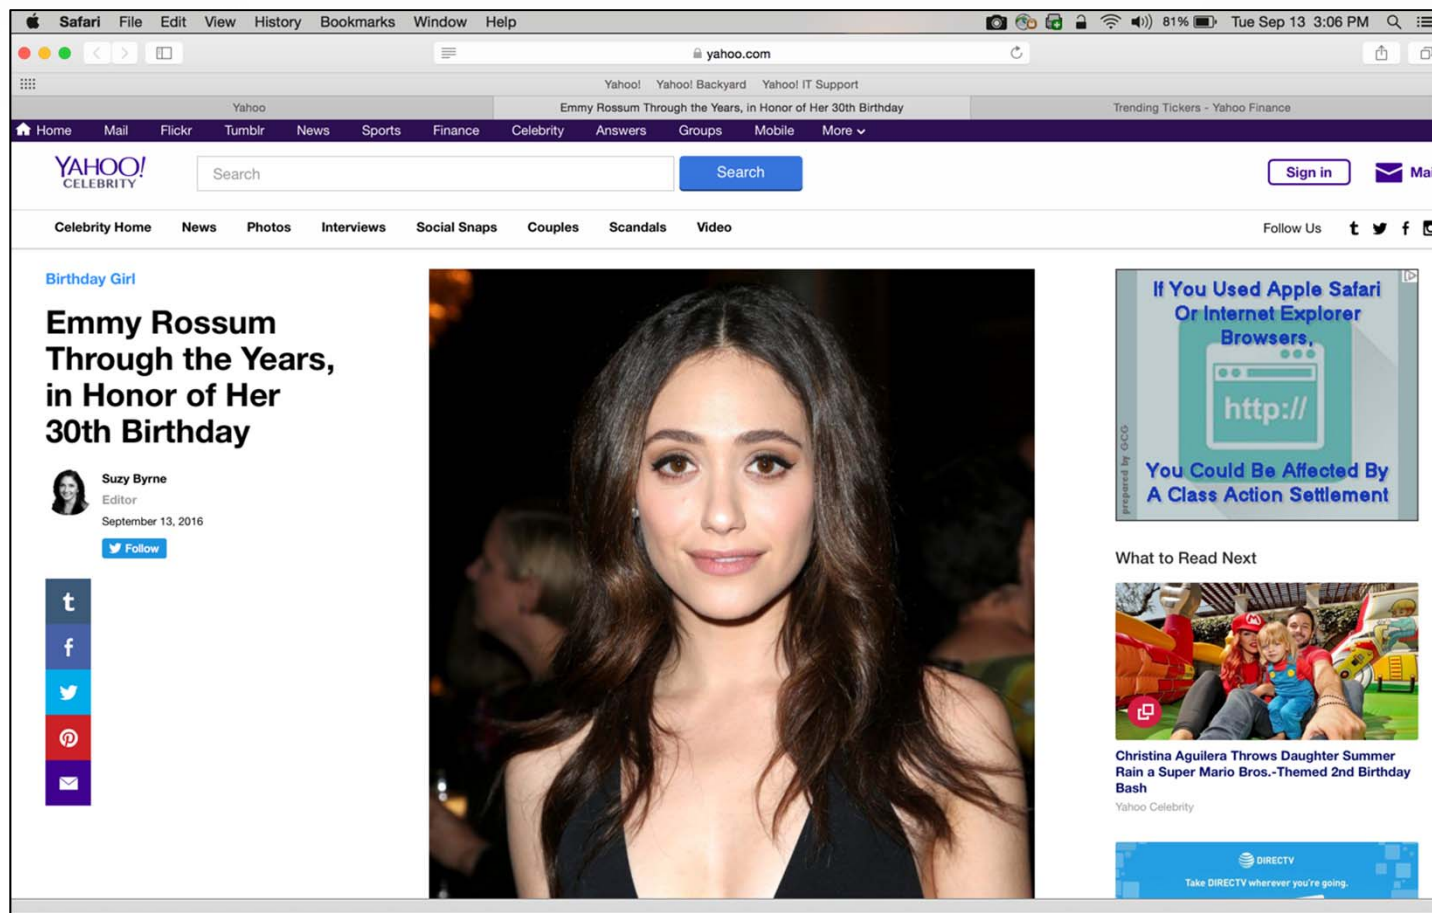 Safari File Edit View History Bookmarks Window Help 81% Tue Sep 13 3:06 PM
yahoo.com
Yahoo! Yahoo! Backyard Yahoo! IT Support
Yahoo Emmy Rossum Through the Years, in Honor of Her 30th Birthday Trending Tickers - Yahoo Finance
Home Mail Flickr Tumblr News Sports Finance Celebrity Answers Groups Mobile More
YAHOO!
CELEBRITY
Search Search Sign in Mai
Celebrity Home News Photos Interviews Social Snaps Couples Scandals Video Follow Us
Birthday Girl
Emmy Rossum
Through the Years,
in Honor of Her
30th Birthday
Suzy Byrne
Editor
September 13, 2016
Follow
If You Used Apple Safari
Or Internet Explorer
Browsers,
http://
You Could Be Affected By
A Class Action Settlement
prepared by GCG
What to Read Next
Christina Aguilera Throws Daughter Summer
Rain a Super Mario Bros.-Themed 2nd Birthday
Bash
Yahoo Celebrity
DIRECTV
Take DIRECTV wherever you're going.